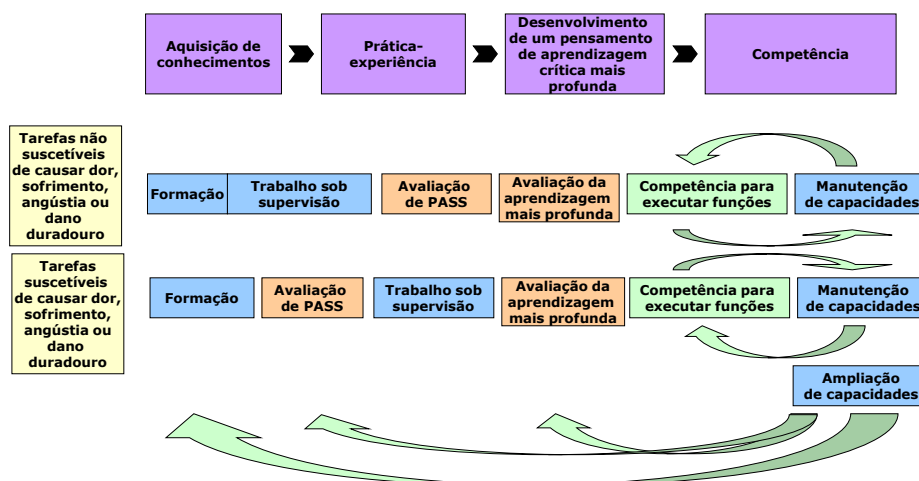 Aquisição de
conhecimentos
Prática-
experiência
Desenvolvimento
de um pensamento
de aprendizagem
crítica mais
profunda
Competência
Tarefas não
suscetíveis
de causar dor,
sofrimento,
angústia ou
dano
duradouro
Formação
Trabalho sob
supervisão
Avaliação
de PASS
Avaliação da
aprendizagem
mais profunda
Competência para
executar funções
Manutenção
de capacidades
Tarefas
suscetíveis
de causar dor,
sofrimento,
angústia ou
dano
duradouro
Formação
Avaliação
de PASS
Trabalho sob
supervisão
Avaliação da
aprendizagem
mais profunda
Competência para
executar funções
Manutenção
de capacidades
Ampliação
de capacidades